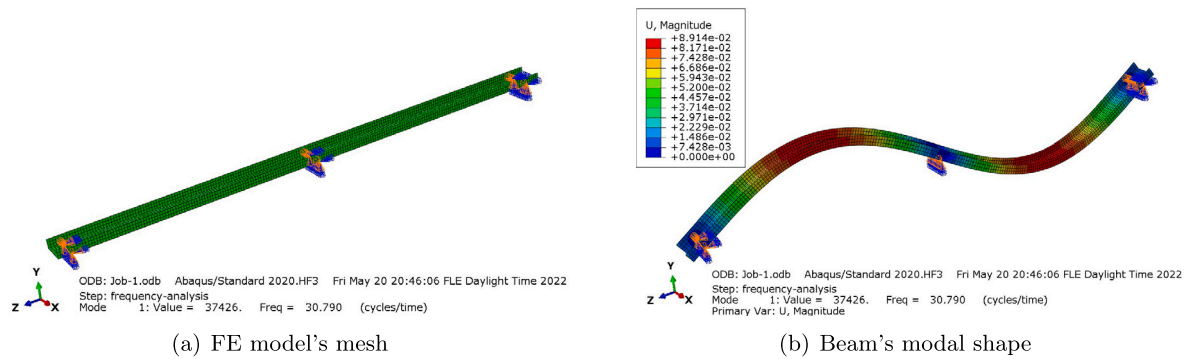 Y
Z
X
ODB: Job-1.odb Abaqus/Standard 2020.HF3 Fri May 20 20:46:06 FLE Daylight Time 2022
Step: frequency-analysis
Mode 1: Value = 37426. Freq = 30.790 (cycles/time)
(a) FE model's mesh
U, Magnitude
+8.914e-02
+8.171e-02
+7.428e-02
+6.686e-02
+5.943e-02
+5.200e-02
+4.457e-02
+3.714e-02
+2.971e-02
+2.229e-02
+1.486e-02
+7.428e-03
+0.000e+00
Y
Z
X
ODB: Job-1.odb Abaqus/Standard 2020.HF3 Fri May 20 20:46:06 FLE Daylight Time 2022
Step: frequency-analysis
Mode 1: Value = 37426. Freq = 30.790 (cycles/time)
Primary Var: U, Magnitude
(b) Beam's modal shape